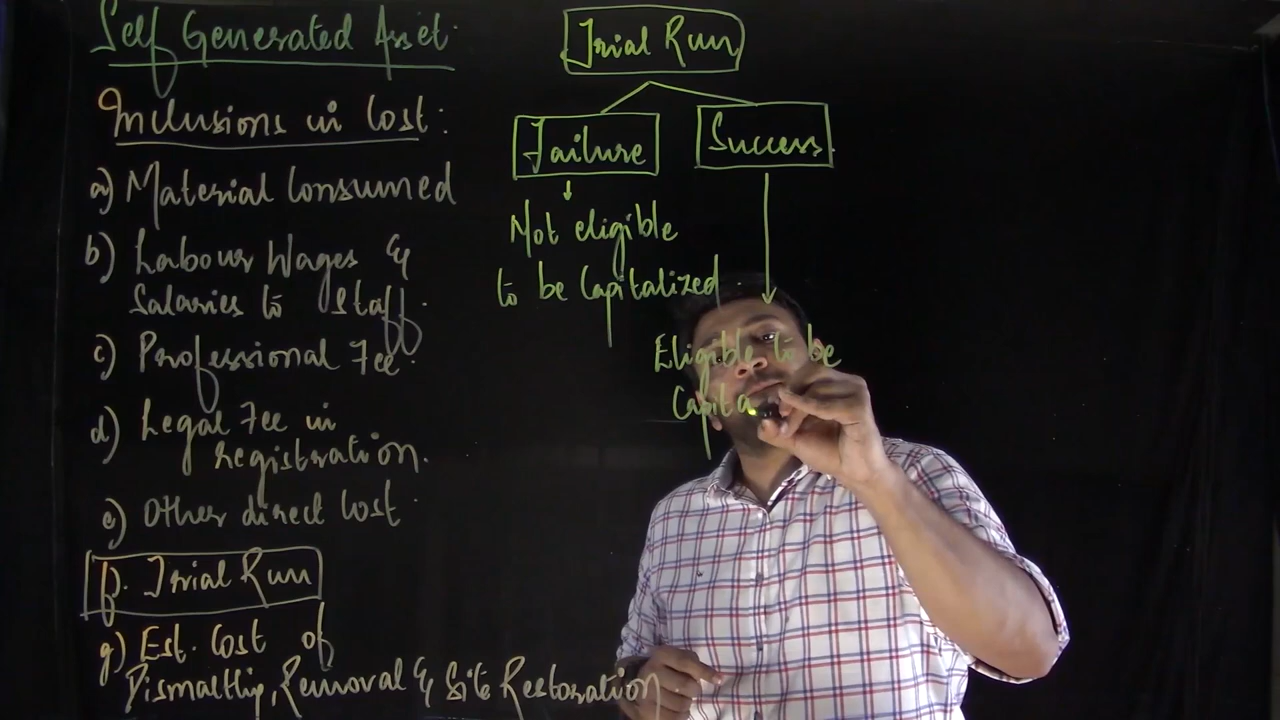 Self Generated Asset.
Inclusions in Cost:
a) Material Consumed
b) Labour Wages &
Salaries to Staff.
c) Professional Fee.
d) Legal Fee in
registration.
e) Other direct Cost.
f. Trial Run
g) Est. Cost of
Dismalthip, Removal & Site Restoration
Trial Run
Failure
Success.
Not eligible
to be Capitalized.
Eligible to be
Capita